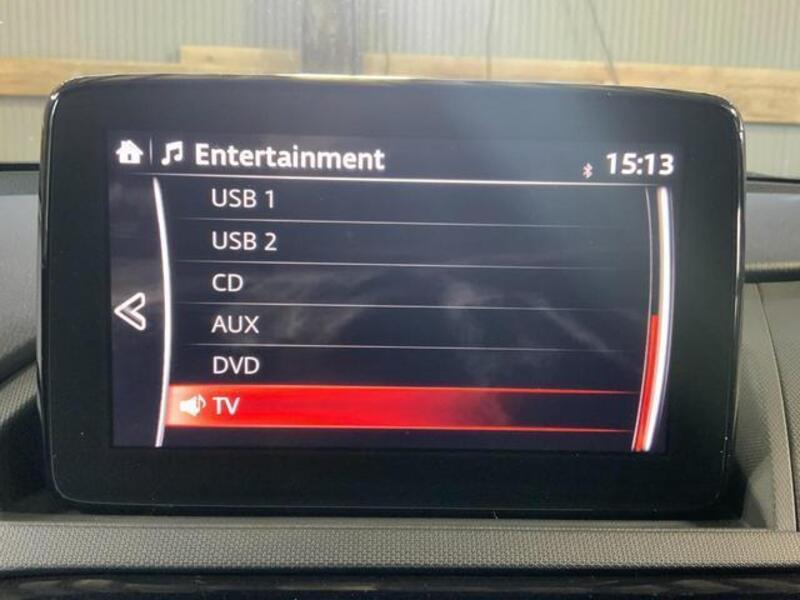 Entertainment 15:13
USB 1
USB 2
CD
AUX
DVD
TV